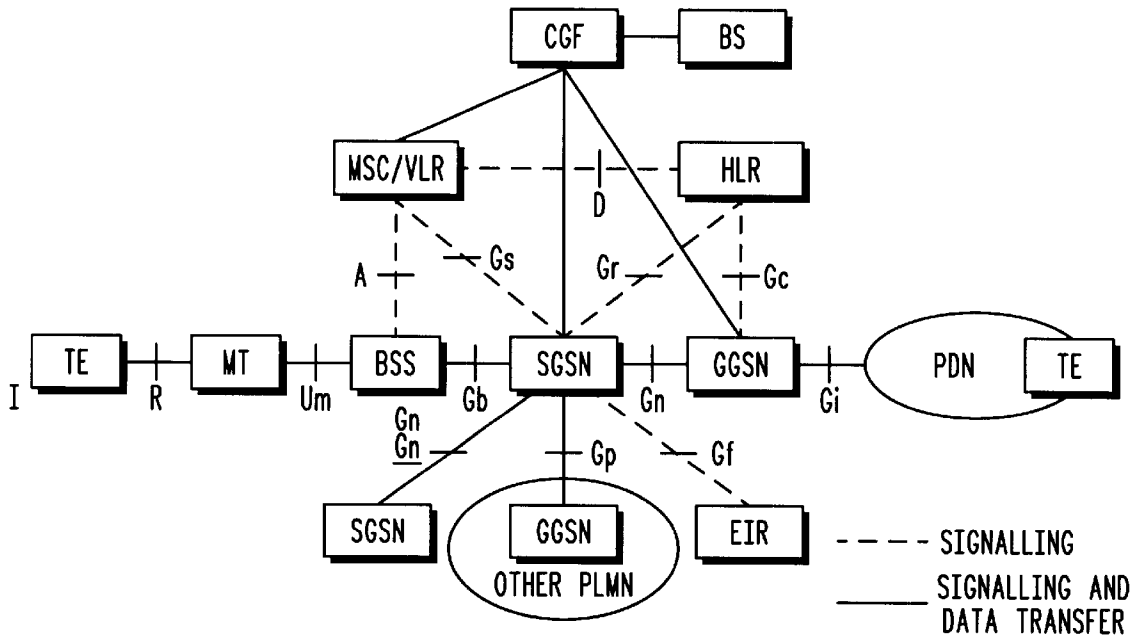 CGF
BS
MSC/VLR
HLR
D
A
Gs
Gr
Gc
TE
MT
BSS
SGSN
GGSN
PDN
TE
I
R
Um
Gb
Gn
Gi
Gn
Gn
Gp
Gf
SGSN
GGSN
EIR
OTHER PLMN
SIGNALLING
SIGNALLING AND
DATA TRANSFER